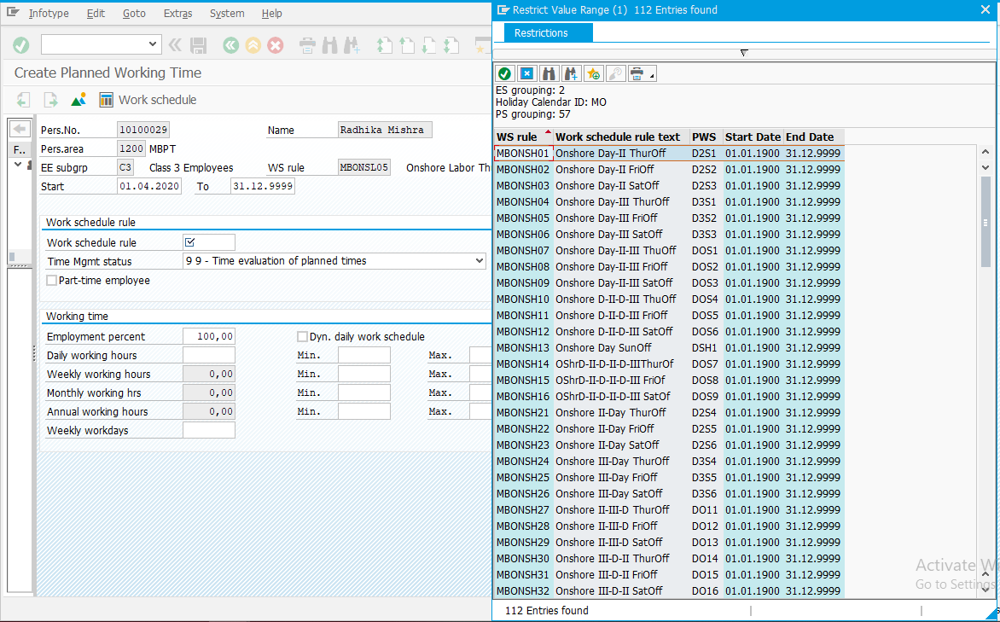 Infotype Edit Goto Extras System Help
Create Planned Working Time
Work schedule
Pers.No. 10100029 Name Radhika Mishra
Pers.area 1200 MBPT
EE subgrp C3 Class 3 Employees WS rule MBONSL05 Onshore Labor Th
Start 01.04.2020 To 31.12.9999
F..
Work schedule rule
Work schedule rule
Time Mgmt status 9 9 - Time evaluation of planned times
Part-time employee
Working time
Employment percent 100,00 Dyn. daily work schedule
Daily working hours Min. Max.
Weekly working hours 0,00 Min. Max.
Monthly working hrs 0,00 Min. Max.
Annual working hours 0,00 Min. Max.
Weekly workdays
Restrict Value Range (1) 112 Entries found
Restrictions
ES grouping: 2
Holiday Calendar ID: MO
PS grouping: 57
WS rule Work schedule rule text PWS Start Date End Date
MBONSH01 Onshore Day-II ThurOff D2S1 01.01.1900 31.12.9999
MBONSH02 Onshore Day-II FriOff D2S2 01.01.1900 31.12.9999
MBONSH03 Onshore Day-II SatOff D2S3 01.01.1900 31.12.9999
MBONSH04 Onshore Day-III ThurOff D3S1 01.01.1900 31.12.9999
MBONSH05 Onshore Day-III FriOff D3S2 01.01.1900 31.12.9999
MBONSH06 Onshore Day-III SatOff D3S3 01.01.1900 31.12.9999
MBONSH07 Onshore Day-II-III ThuOff DOS1 01.01.1900 31.12.9999
MBONSH08 Onshore Day-II-III FriOff DOS2 01.01.1900 31.12.9999
MBONSH09 Onshore Day-II-III SatOff DOS3 01.01.1900 31.12.9999
MBONSH10 Onshore D-II-D-III ThuOff DOS4 01.01.1900 31.12.9999
MBONSH11 Onshore D-II-D-III FriOff DOS5 01.01.1900 31.12.9999
MBONSH12 Onshore D-II-D-III SatOff DOS6 01.01.1900 31.12.9999
MBONSH13 Onshore Day SunOff DSH1 01.01.1900 31.12.9999
MBONSH14 OShrD-II-D-II-D-IIIThurOf DOS7 01.01.1900 31.12.9999
MBONSH15 OShrD-II-D-II-D-III FriOf DOS8 01.01.1900 31.12.9999
MBONSH16 OShrD-II-D-II-D-III SatOf DOS9 01.01.1900 31.12.9999
MBONSH21 Onshore II-Day ThurOff D2S4 01.01.1900 31.12.9999
MBONSH22 Onshore II-Day FriOff D2S5 01.01.1900 31.12.9999
MBONSH23 Onshore II-Day SatOff D2S6 01.01.1900 31.12.9999
MBONSH24 Onshore III-Day ThurOff D3S4 01.01.1900 31.12.9999
MBONSH25 Onshore III-Day FriOff D3S5 01.01.1900 31.12.9999
MBONSH26 Onshore III-Day SatOff D3S6 01.01.1900 31.12.9999
MBONSH27 Onshore II-III-D ThurOff DO11 01.01.1900 31.12.9999
MBONSH28 Onshore II-III-D FriOff DO12 01.01.1900 31.12.9999
MBONSH29 Onshore II-III-D SatOff DO13 01.01.1900 31.12.9999
MBONSH30 Onshore III-D-II ThurOff DO14 01.01.1900 31.12.9999
MBONSH31 Onshore III-D-II FriOff DO15 01.01.1900 31.12.9999
MBONSH32 Onshore III-D-II SatOff DO16 01.01.1900 31.12.9999
Activate Wi
Go to Settings
112 Entries found